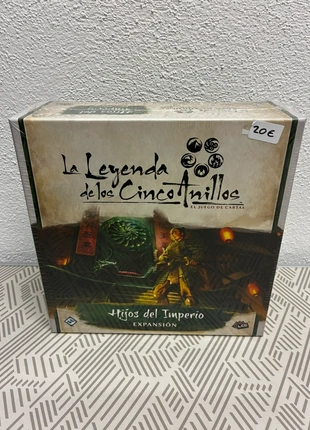 20€
La Leyenda
de los Cinco Anillos
EL JUEGO DE CARTAS
Hijos del Imperio
EXPANSIÓN